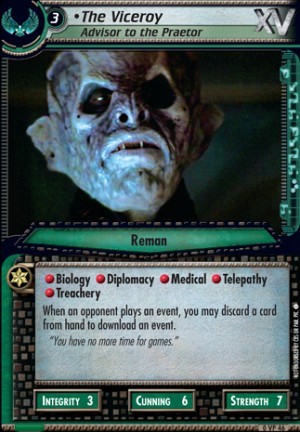 3 •The Viceroy XV
Advisor to the Praetor
Reman
Biology Diplomacy Medical Telepathy
Treachery
When an opponent plays an event, you may discard a card
from hand to download an event.
"You have no more time for games."
INTEGRITY 3 CUNNING 6 STRENGTH 7